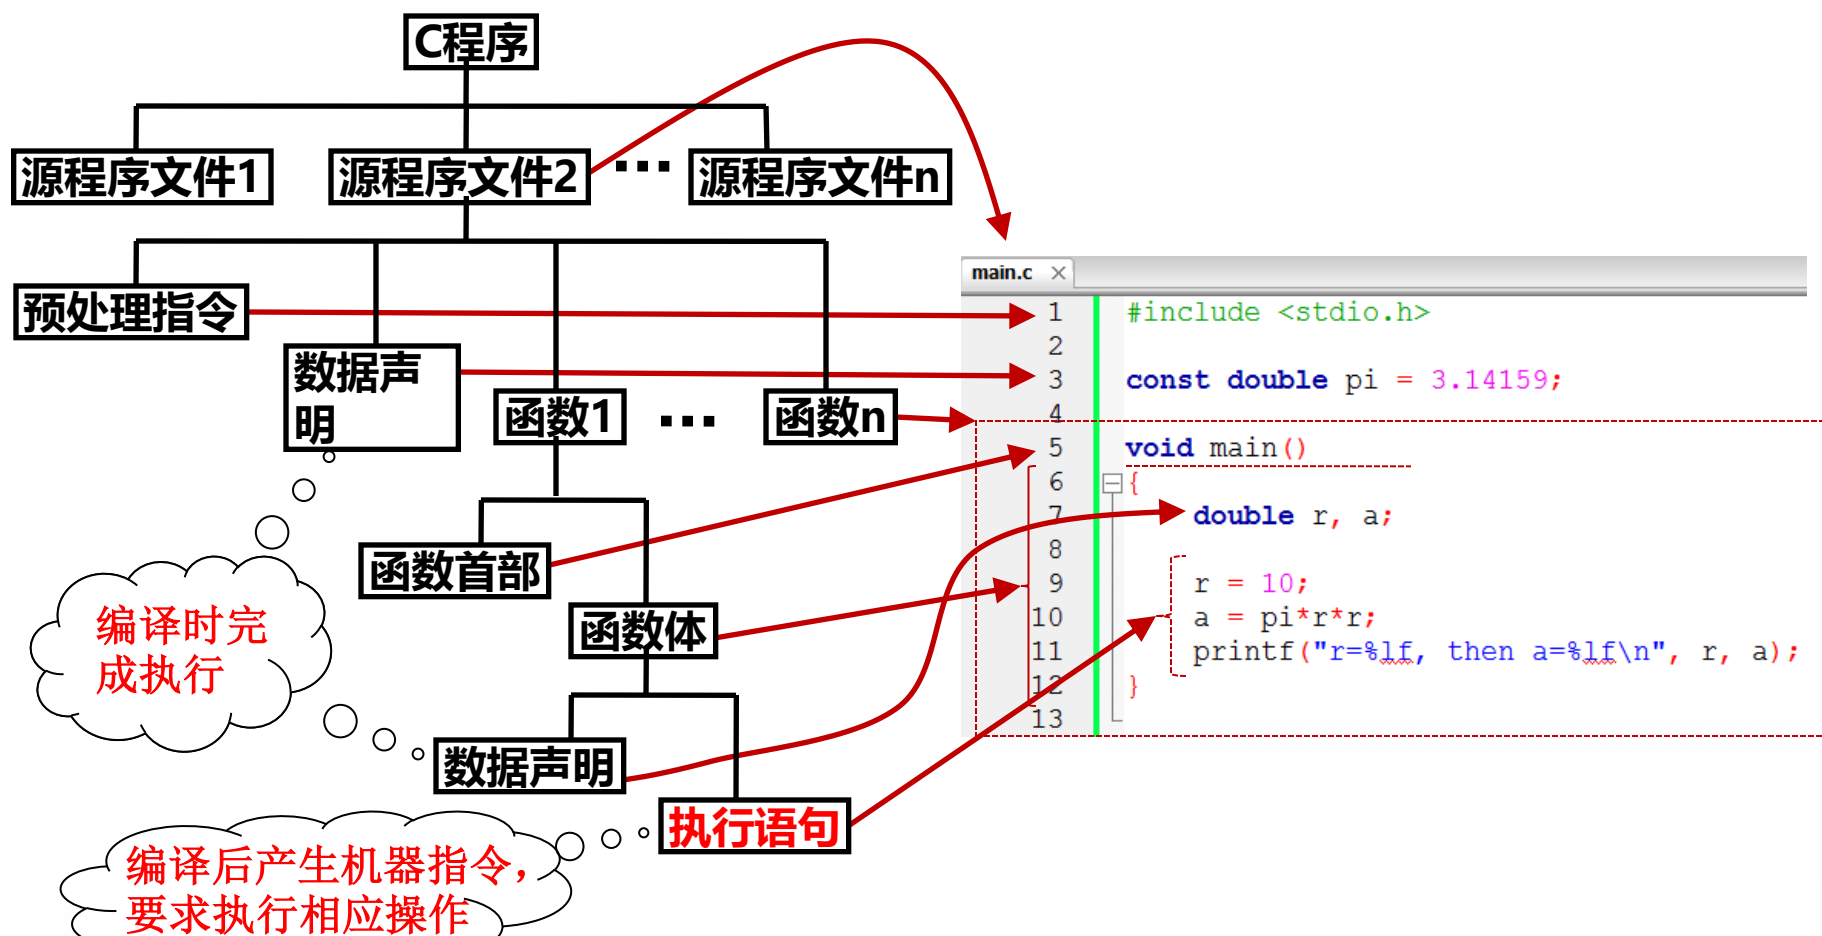 C程序
源程序文件1
源程序文件2
...
源程序文件n
预处理指令
数据声
明
函数1
...
函数n
函数首部
函数体
数据声明
执行语句
编译时完
成执行
编译后产生机器指令，
要求执行相应操作
main.c
1 #include <stdio.h>
2
3 const double pi = 3.14159;
4
5 void main()
6 {
7 double r, a;
8
9 r = 10;
10 a = pi*r*r;
11 printf("r=%lf, then a=%lf\n", r, a);
12 }
13